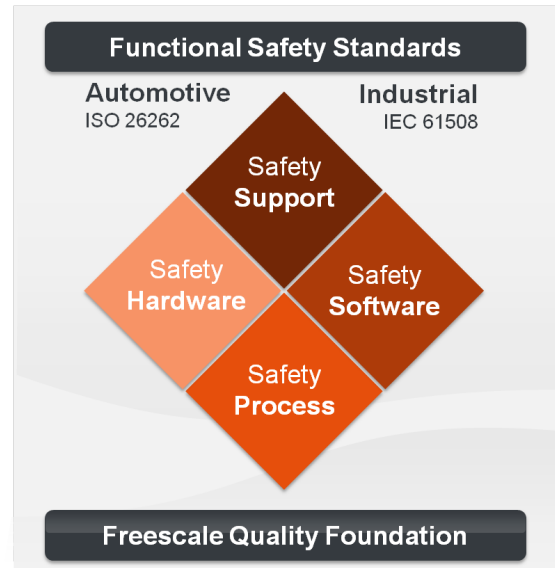 Functional Safety Standards
Automotive
ISO 26262
Industrial
IEC 61508
Safety
Support
Safety
Hardware
Safety
Software
Safety
Process
Freescale Quality Foundation